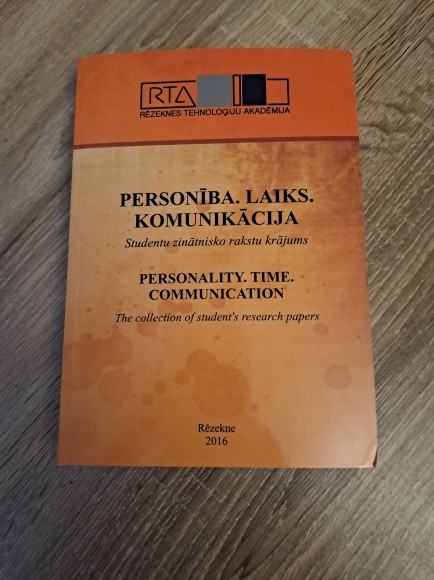 RTA
RĒZEKNES TEHNOLOĢIJU AKADĒMIJA
PERSONĪBA. LAIKS.
KOMUNIKĀCIJA
Studentu zinātnisko rakstu krājums
PERSONALITY. TIME.
COMMUNICATION
The collection of student's research papers
Rēzekne
2016